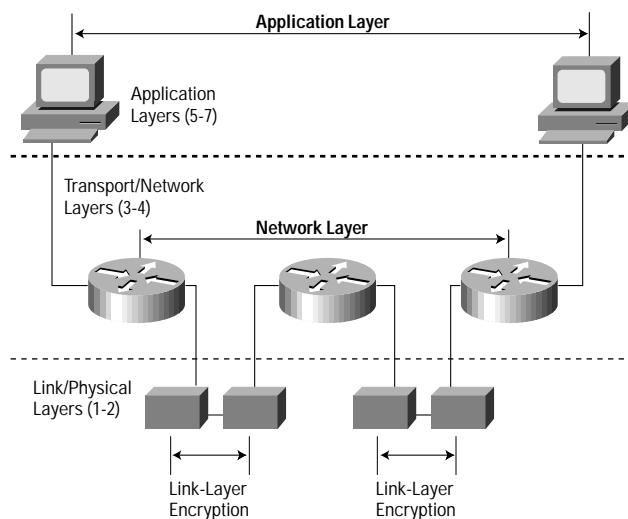 Application Layer
Application
Layers (5-7)
Transport/Network
Layers (3-4)
Network Layer
Link/Physical
Layers (1-2)
Link-Layer
Encryption
Link-Layer
Encryption